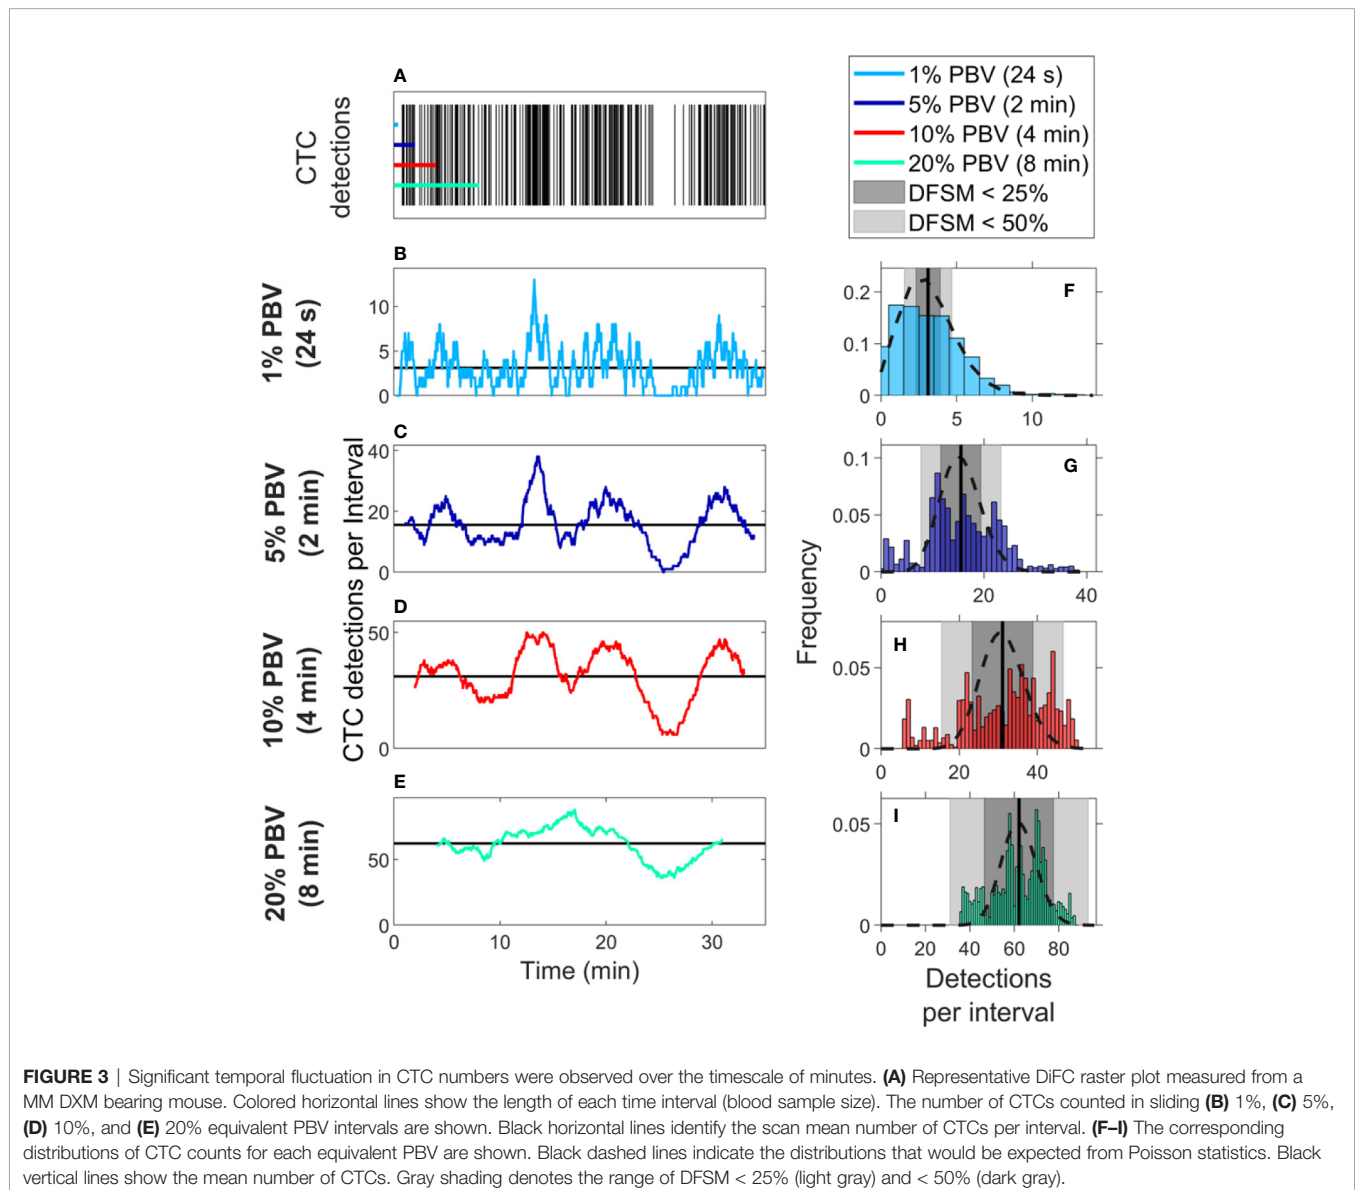 A
CTC
detections
1% PBV (24 s)
5% PBV (2 min)
10% PBV (4 min)
20% PBV (8 min)
DFSM < 25%
DFSM < 50%
B
1% PBV
(24 s)
10
5
0
F
0.2
0.1
0
0 5 10
C
5% PBV
(2 min)
40
20
0
G
0.1
0.05
0
0 20 40
CTC detections per Interval
Frequency
D
10% PBV
(4 min)
50
0
H
0.05
0
0 20 40
E
20% PBV
(8 min)
50
0
0 10 20 30
Time (min)
I
0.05
0
0 20 40 60 80
Detections
per interval
FIGURE 3 | Significant temporal fluctuation in CTC numbers were observed over the timescale of minutes. (A) Representative DiFC raster plot measured from a
MM DXM bearing mouse. Colored horizontal lines show the length of each time interval (blood sample size). The number of CTCs counted in sliding (B) 1%, (C) 5%,
(D) 10%, and (E) 20% equivalent PBV intervals are shown. Black horizontal lines identify the scan mean number of CTCs per interval. (F–I) The corresponding
distributions of CTC counts for each equivalent PBV are shown. Black dashed lines indicate the distributions that would be expected from Poisson statistics. Black
vertical lines show the mean number of CTCs. Gray shading denotes the range of DFSM < 25% (light gray) and < 50% (dark gray).